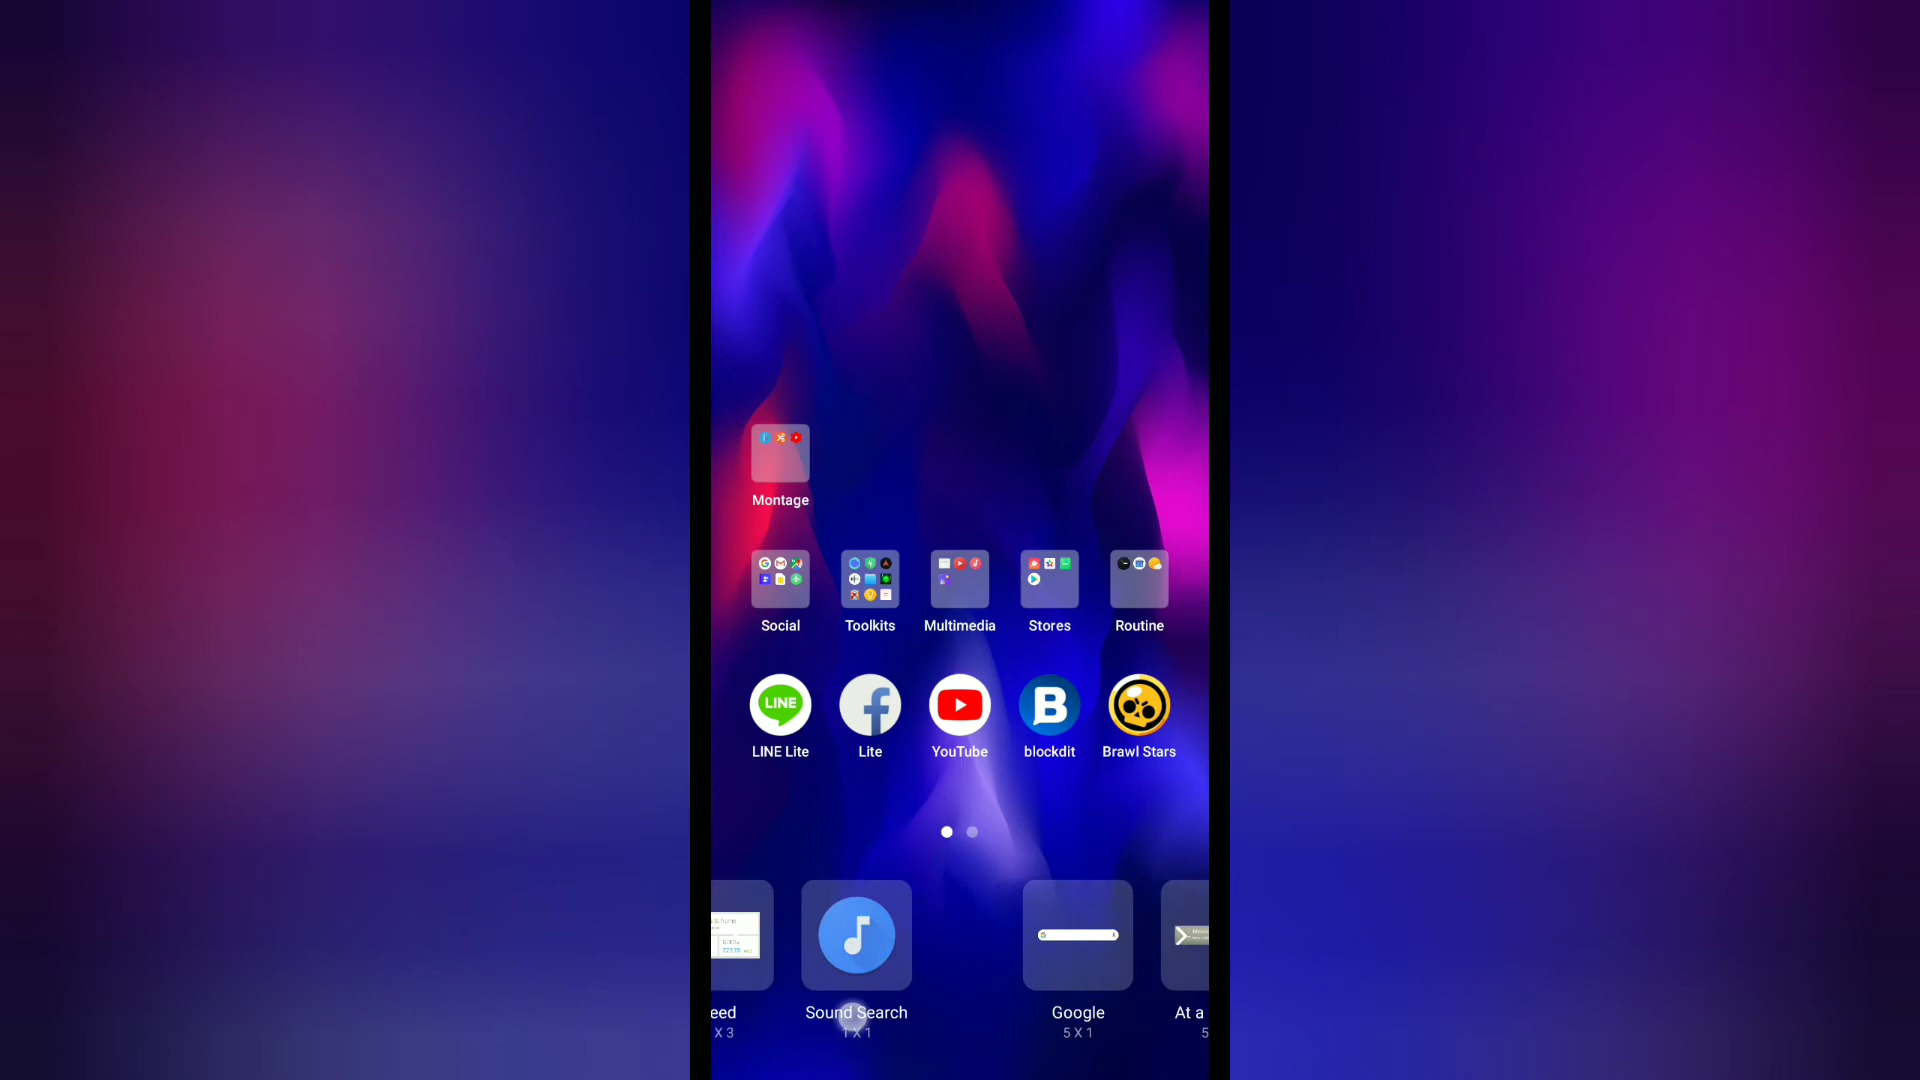 Montage
Social
Toolkits
Multimedia
Stores
Routine
LINE
LINE Lite
Lite
YouTube
blockdit
Brawl Stars
eed
X 3
Sound Search
1 X 1
Google
5 X 1
At a
5